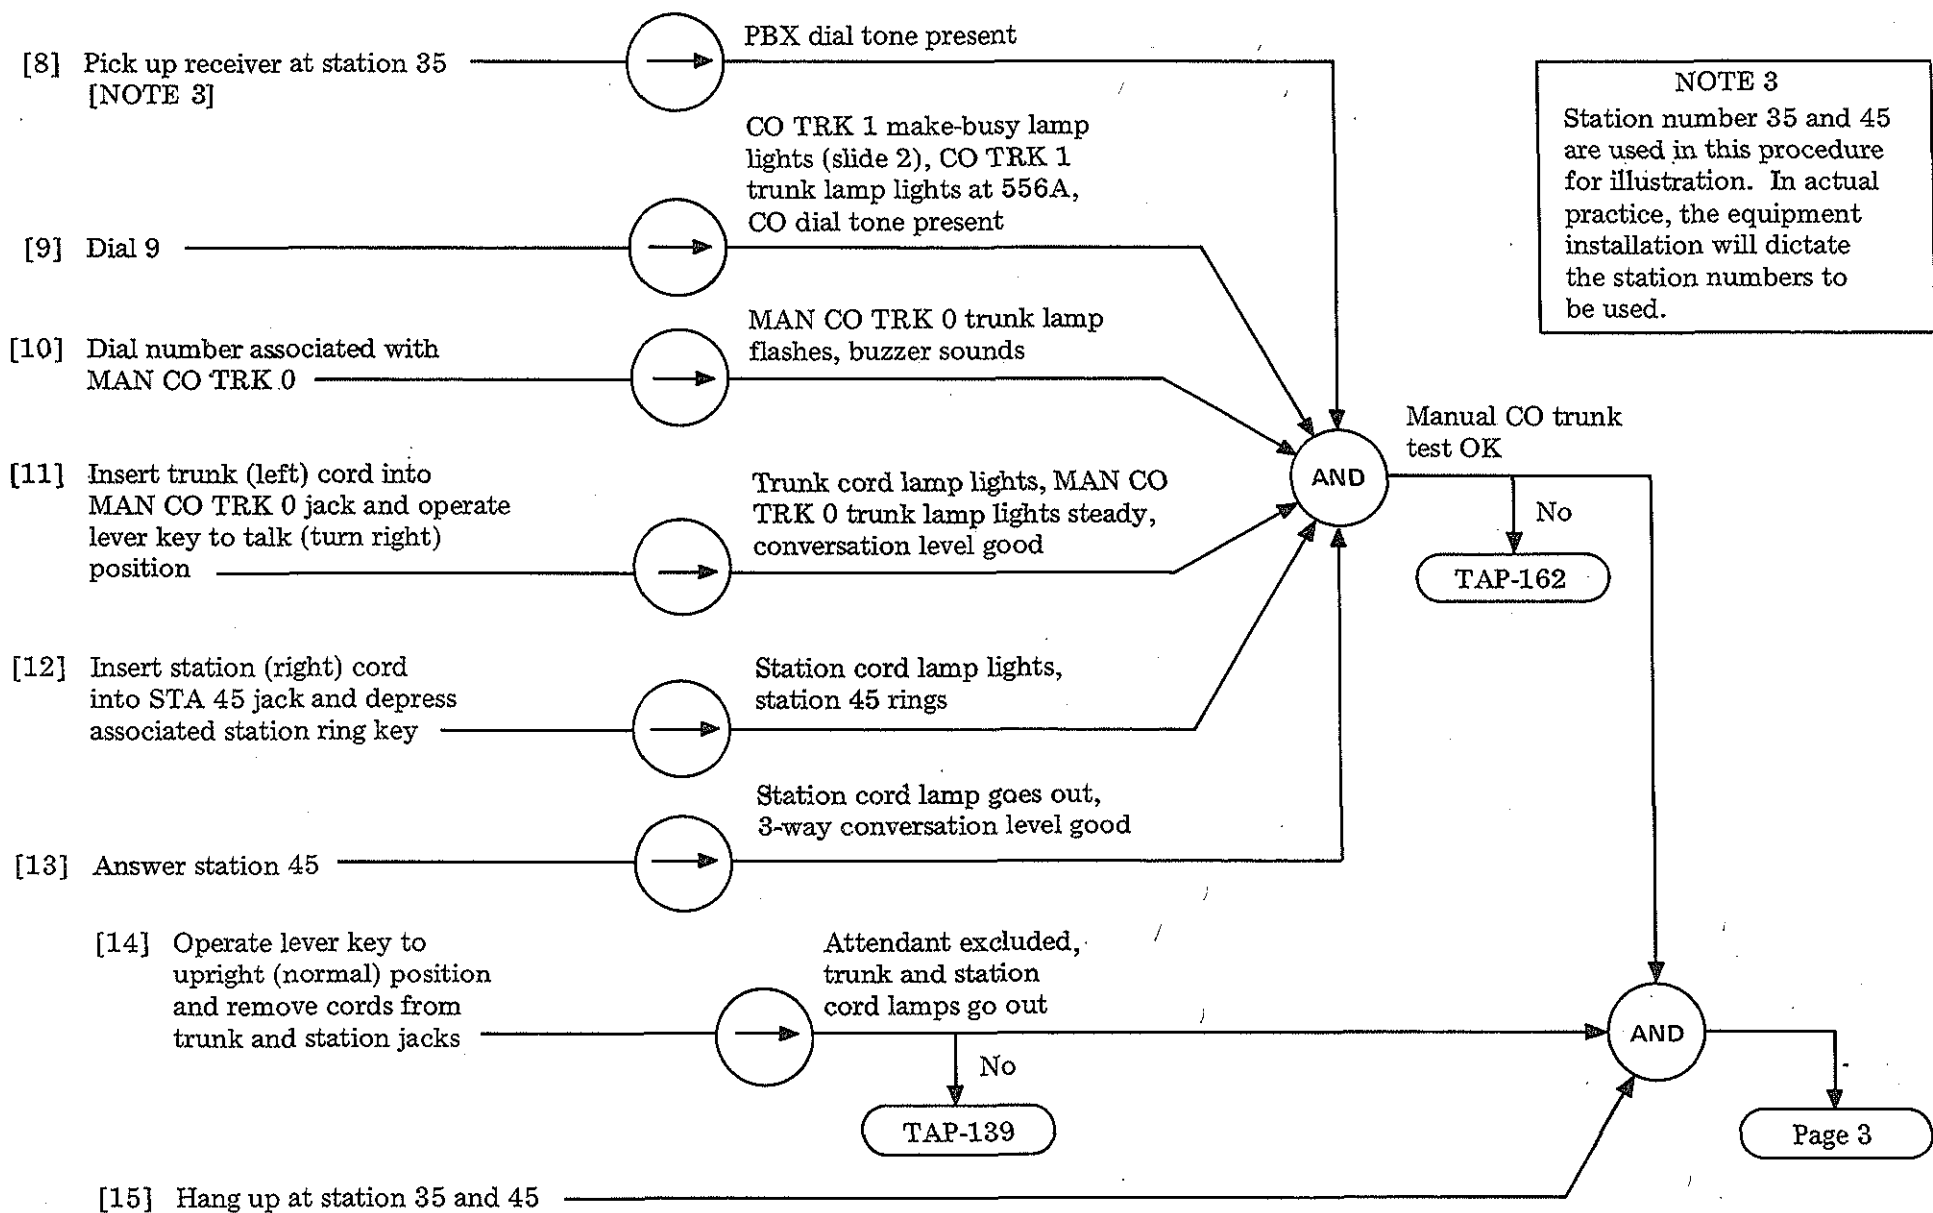 [8] Pick up receiver at station 35
[NOTE 3]
PBX dial tone present
NOTE 3
Station number 35 and 45
are used in this procedure
for illustration. In actual
practice, the equipment
installation will dictate
the station numbers to
be used.
[9] Dial 9
CO TRK 1 make-busy lamp
lights (slide 2), CO TRK 1
trunk lamp lights at 556A,
CO dial tone present
[10] Dial number associated with
MAN CO TRK 0
MAN CO TRK 0 trunk lamp
flashes, buzzer sounds
[11] Insert trunk (left) cord into
MAN CO TRK 0 jack and operate
lever key to talk (turn right)
position
Trunk cord lamp lights, MAN CO
TRK 0 trunk lamp lights steady,
conversation level good
AND
Manual CO trunk
test OK
No
TAP-162
[12] Insert station (right) cord
into STA 45 jack and depress
associated station ring key
Station cord lamp lights,
station 45 rings
[13] Answer station 45
Station cord lamp goes out,
3-way conversation level good
[14] Operate lever key to
upright (normal) position
and remove cords from
trunk and station jacks
Attendant excluded,
trunk and station
cord lamps go out
No
TAP-139
AND
Page 3
[15] Hang up at station 35 and 45